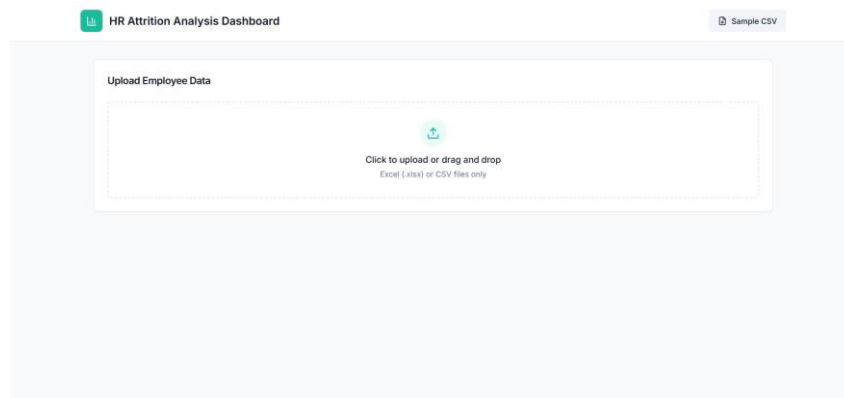 HR Attrition Analysis Dashboard
Sample CSV
Upload Employee Data
Click to upload or drag and drop
Excel (.xlsx) or CSV files only